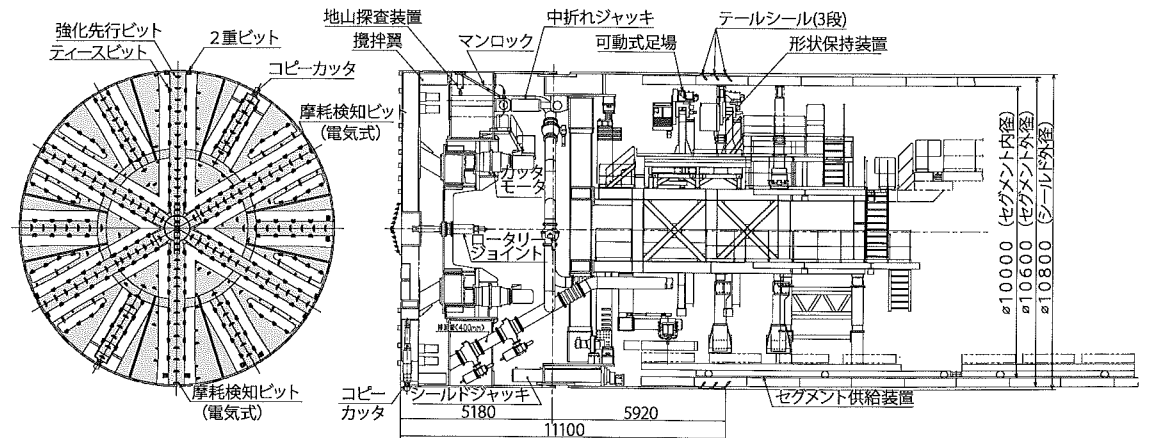 強化先行ビット
ティースビット
2重ビット
コピーカッタ
摩耗検知ビット
(電気式)
摩耗検知ビット
(電気式)
地山探査装置
攪拌翼
マンロック
中折れジャッキ
可動式足場
テールシール(3段)
形状保持装置
カッタ
モータ
ロータリー
ジョイント
(400mm)
コピー
カッタ
シールドジャッキ
セグメント供給装置
5180
5920
11100
ø10000 (セグメント内径)
ø10600 (セグメント外径)
ø10800 (シールド外径)